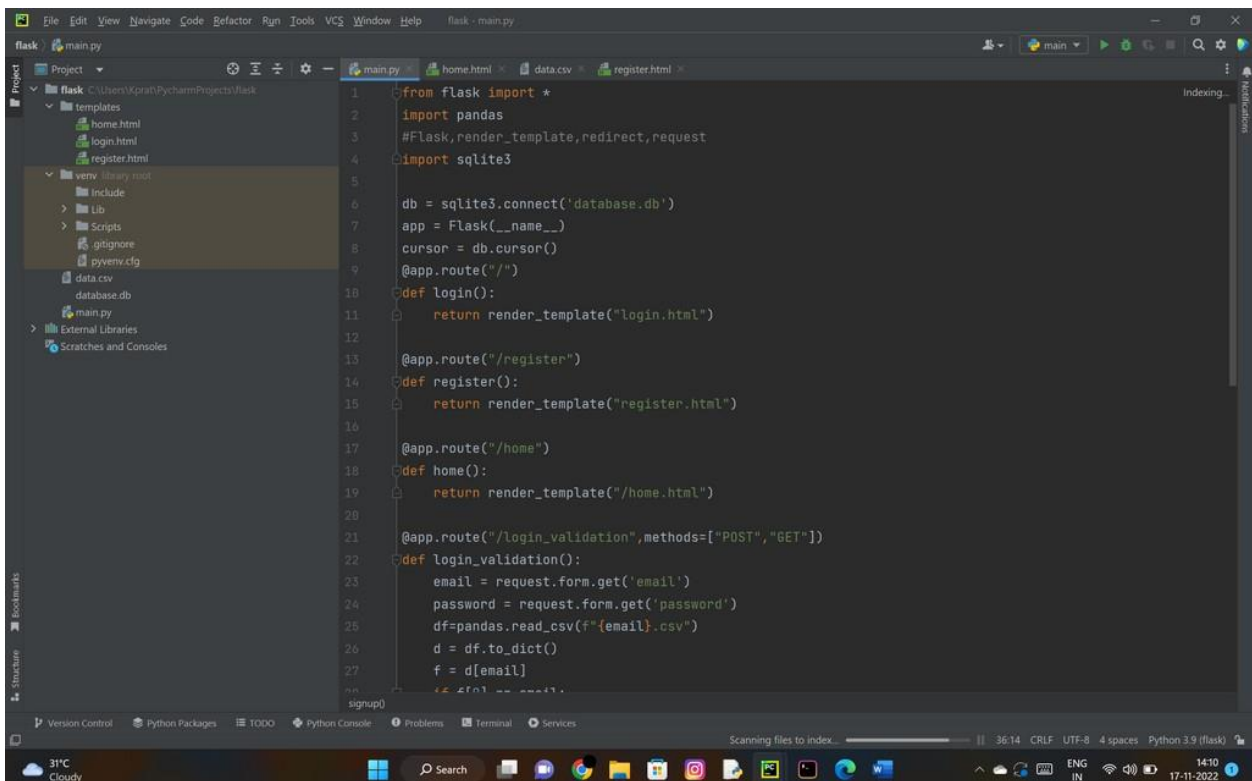 File Edit View Navigate Code Refactor Run Tools VCS Window Help flask - main.py
flask main.py
main
Project
main.py home.html data.csv register.html
flask C:\Users\Kprat\PycharmProjects\flask
templates
home.html
login.html
register.html
venv library root
Include
Lib
Scripts
.gitignore
pyvenv.cfg
data.csv
database.db
main.py
External Libraries
Scratches and Consoles
Project
Bookmarks
Structure
Indexing...
Notifications
1 from flask import *
2 import pandas
3 #Flask,render_template,redirect,request
4 import sqlite3
5
6 db = sqlite3.connect('database.db')
7 app = Flask(__name__)
8 cursor = db.cursor()
9 @app.route("/")
10 def login():
11 return render_template("login.html")
12
13 @app.route("/register")
14 def register():
15 return render_template("register.html")
16
17 @app.route("/home")
18 def home():
19 return render_template("/home.html")
20
21 @app.route("/login_validation",methods=["POST","GET"])
22 def login_validation():
23 email = request.form.get('email')
24 password = request.form.get('password')
25 df=pandas.read_csv(f"{email}.csv")
26 d = df.to_dict()
27 f = d[email]
signup()
Version Control Python Packages TODO Python Console Problems Terminal Services
Scanning files to index... 36:14 CRLF UTF-8 4 spaces Python 3.9 (flask)
31°C
Cloudy
Search
ENG
IN
14:10
17-11-2022